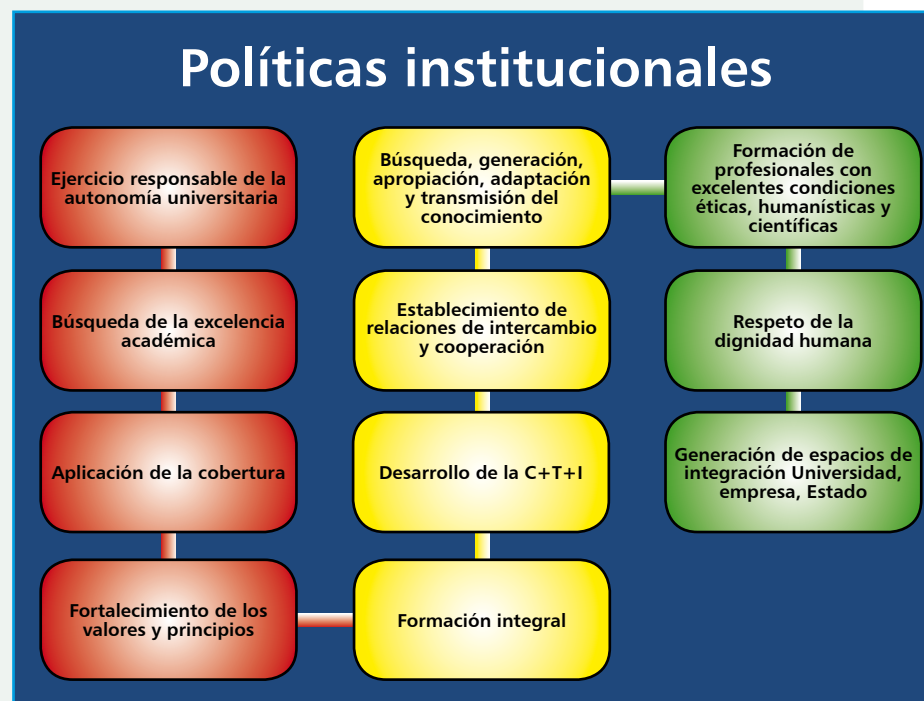 Políticas institucionales
Ejercicio responsable de la
autonomía universitaria
Búsqueda de la excelencia
académica
Aplicación de la cobertura
Fortalecimiento de los
valores y principios
Formación integral
Desarrollo de la C+T+I
Establecimiento de
relaciones de intercambio
y cooperación
Búsqueda, generación,
apropiación, adaptación
y transmisión del
conocimiento
Formación de
profesionales con
excelentes condiciones
éticas, humanísticas y
científicas
Respeto de la
dignidad humana
Generación de espacios de
integración Universidad,
empresa, Estado